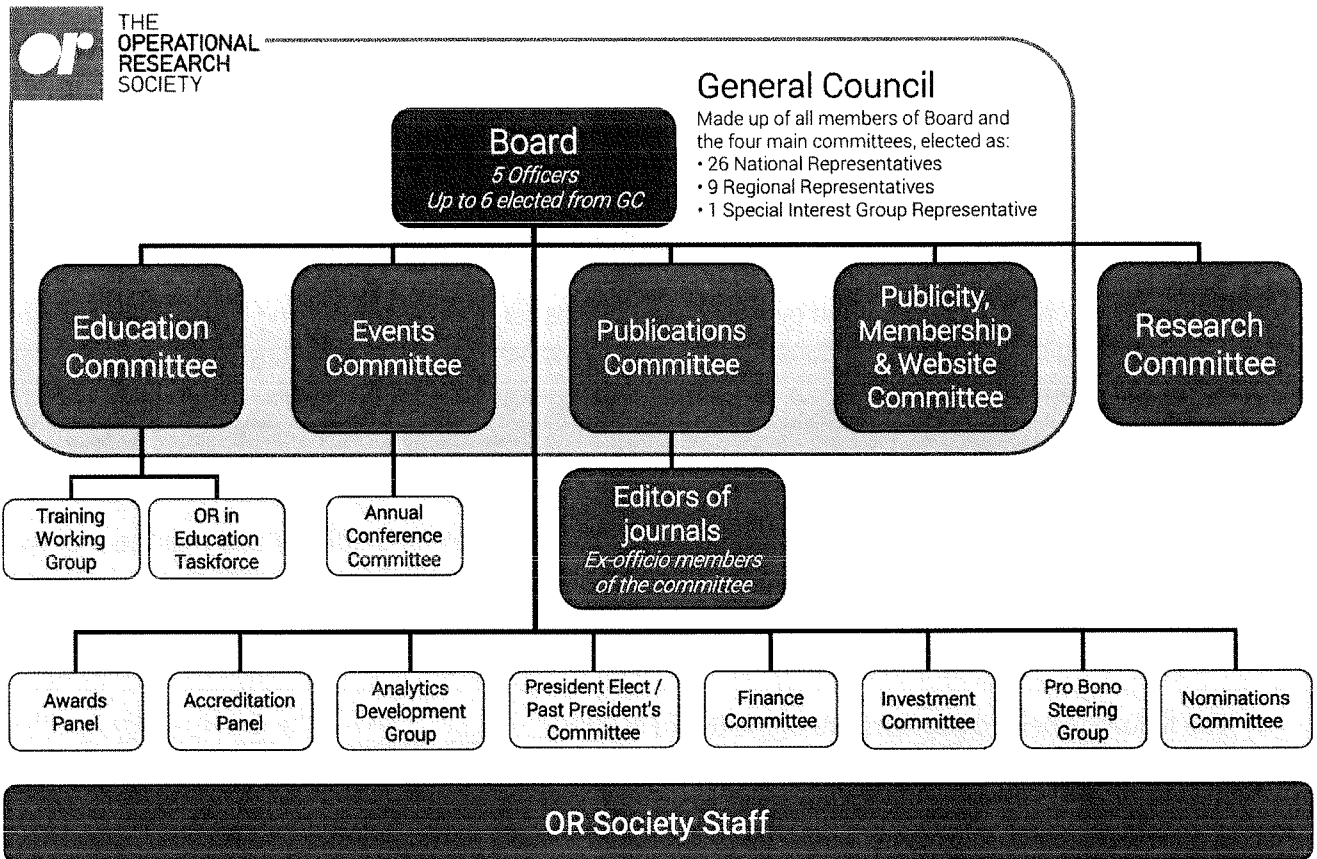 or
THE
OPERATIONAL
RESEARCH
SOCIETY
General Council
Made up of all members of Board and
the four main committees, elected as:
• 26 National Representatives
• 9 Regional Representatives
• 1 Special Interest Group Representative
Board
5 Officers
Up to 6 elected from GC
Education
Committee
Events
Committee
Publications
Committee
Publicity,
Membership
& Website
Committee
Research
Committee
Training
Working
Group
OR in
Education
Taskforce
Annual
Conference
Committee
Editors of
journals
Ex-officio members
of the committee
Awards
Panel
Accreditation
Panel
Analytics
Development
Group
President Elect /
Past President's
Committee
Finance
Committee
Investment
Committee
Pro Bono
Steering
Group
Nominations
Committee
OR Society Staff